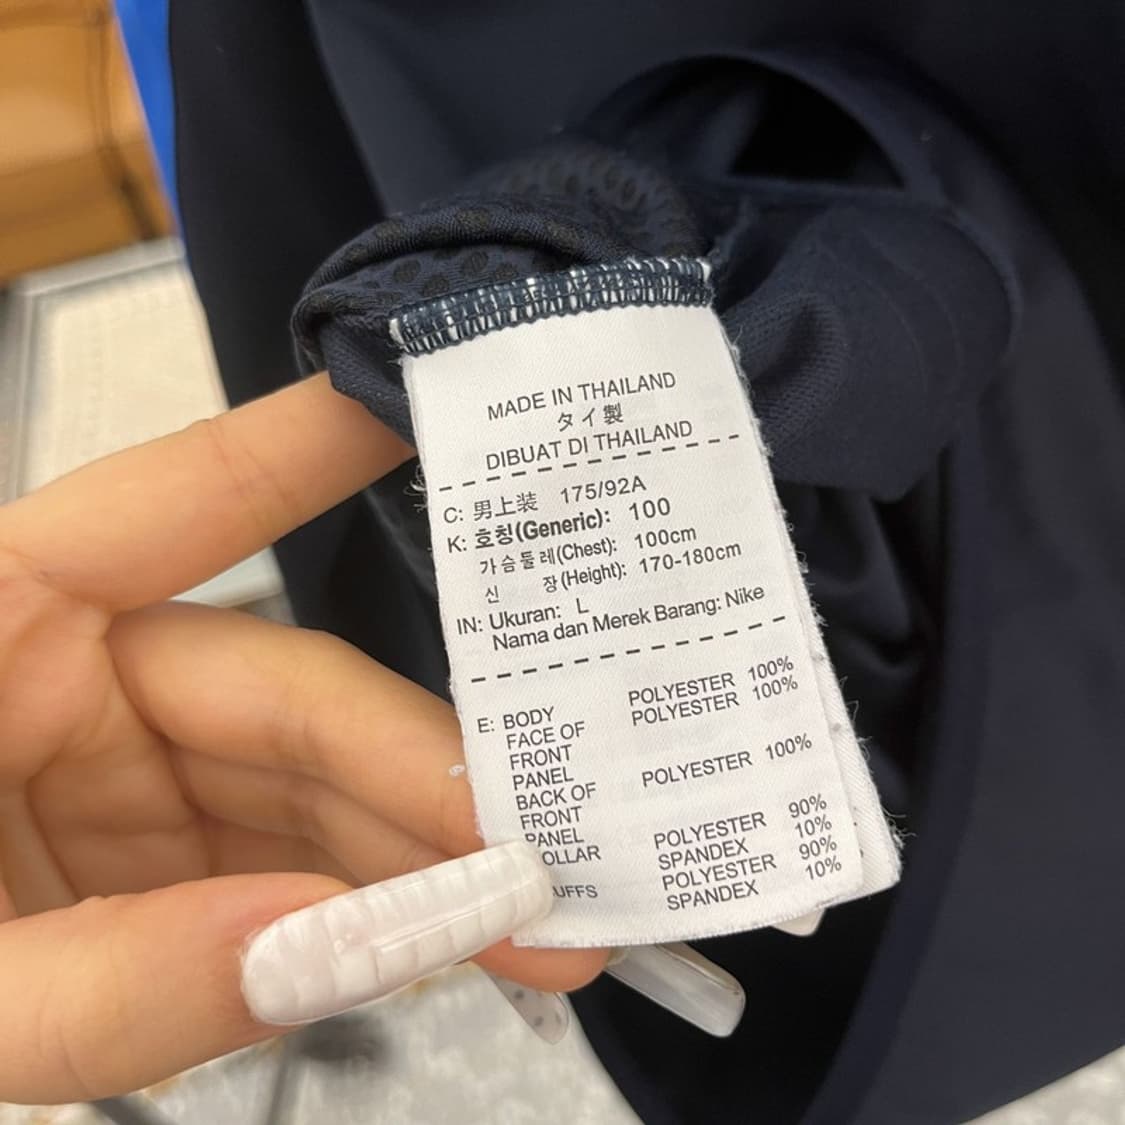 MADE IN THAILAND
タイ製
DIBUAT DI THAILAND
C: 男上装 175/92A
K: 호칭(Generic): 100
가슴둘레(Chest): 100cm
신 장(Height): 170-180cm
IN: Ukuran: L
Nama dan Merek Barang: Nike
E: BODY POLYESTER 100%
FACE OF POLYESTER 100%
FRONT
PANEL
BACK OF POLYESTER 100%
FRONT
PANEL
OLLAR POLYESTER 90%
SPANDEX 10%
UFFS POLYESTER 90%
SPANDEX 10%